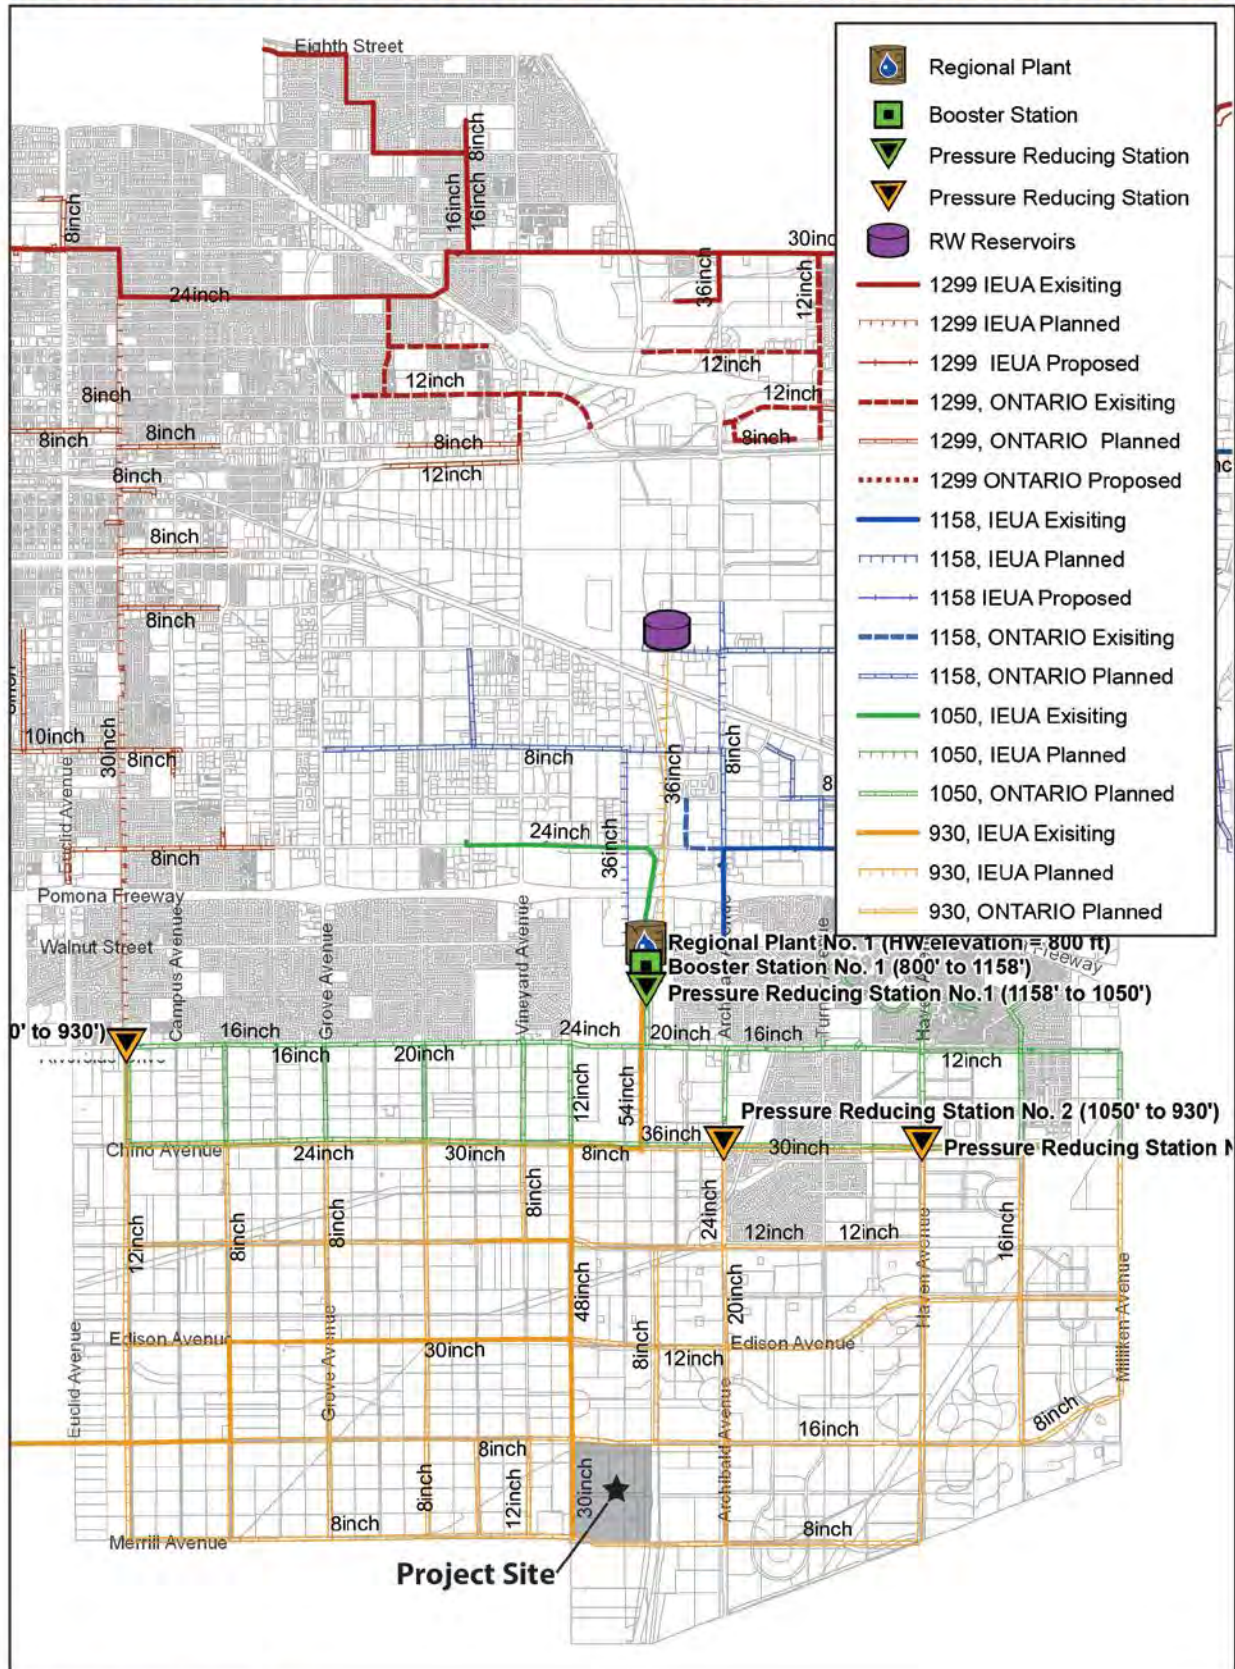 Eighth Street
8inch
16inch
16inch
8inch
30inc
24inch
36inch
12inch
12inch
12inch
12inch
8inch
8inch
8inch
8inch
8inch
12inch
8inch
8inch
8inch
8inch
10inch
30inch
8inch
8inch
36inch
8inch
8
Euclid Avenue
8inch
24inch
36inch
Pomona Freeway
Walnut Street
Campus Avenue
Grove Avenue
Vineyard Avenue
Freeway
Regional Plant
Booster Station
Pressure Reducing Station
Pressure Reducing Station
RW Reservoirs
1299 IEUA Exisiting
1299 IEUA Planned
1299 IEUA Proposed
1299, ONTARIO Exisiting
1299, ONTARIO Planned
1299 ONTARIO Proposed
1158, IEUA Exisiting
1158, IEUA Planned
1158 IEUA Proposed
1158, ONTARIO Exisiting
1158, ONTARIO Planned
1050, IEUA Exisiting
1050, IEUA Planned
1050, ONTARIO Planned
930, IEUA Exisiting
930, IEUA Planned
930, ONTARIO Planned
Regional Plant No. 1 (HW elevation = 800 ft)
Booster Station No. 1 (800' to 1158')
Pressure Reducing Station No.1 (1158' to 1050')
0' to 930')
16inch
16inch
20inch
24inch
20inch
16inch
12inch
12inch
54inch
Pressure Reducing Station No. 2 (1050' to 930')
36inch
Chino Avenue
24inch
30inch
8inch
30inch
Pressure Reducing Station N
12inch
8inch
8inch
8inch
24inch
12inch
12inch
16inch
Haven Avenue
48inch
20inch
Edison Avenue
30inch
8inch
12inch
Edison Avenue
Milliken Avenue
Euclid Avenue
Grove Avenue
Archibald Avenue
16inch
8inch
8inch
8inch
12inch
30inch
8inch
8inch
Merrill Avenue
Project Site